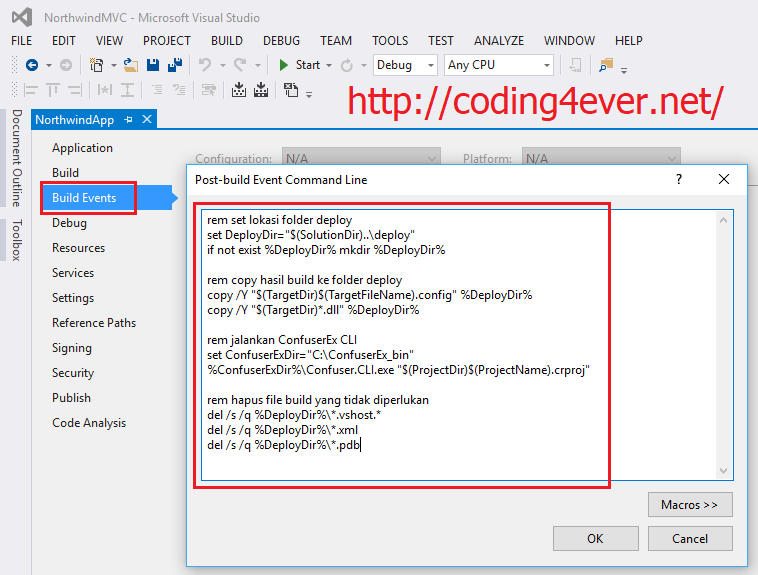 NorthwindMVC - Microsoft Visual Studio
FILE EDIT VIEW PROJECT BUILD DEBUG TEAM TOOLS TEST ANALYZE WINDOW HELP
Start Debug Any CPU
http://coding4ever.net/
Document Outline
Toolbox
NorthwindApp
Application
Build
Build Events
Debug
Resources
Services
Settings
Reference Paths
Signing
Security
Publish
Code Analysis
Configuration: N/A Platform: N/A
Post-build Event Command Line ?
rem set lokasi folder deploy
set DeployDir="$(SolutionDir)..\deploy"
if not exist %DeployDir% mkdir %DeployDir%
rem copy hasil build ke folder deploy
copy /Y "$(TargetDir)$(TargetFileName).config" %DeployDir%
copy /Y "$(TargetDir)*.dll" %DeployDir%
rem jalankan ConfuserEx CLI
set ConfuserExDir="C:\ConfuserEx_bin"
%ConfuserExDir%\Confuser.CLI.exe "$(ProjectDir)$(ProjectName).crproj"
rem hapus file build yang tidak diperlukan
del /s /q %DeployDir%\*.vshost.*
del /s /q %DeployDir%\*.xml
del /s /q %DeployDir%\*.pdb
Macros >>
OK Cancel